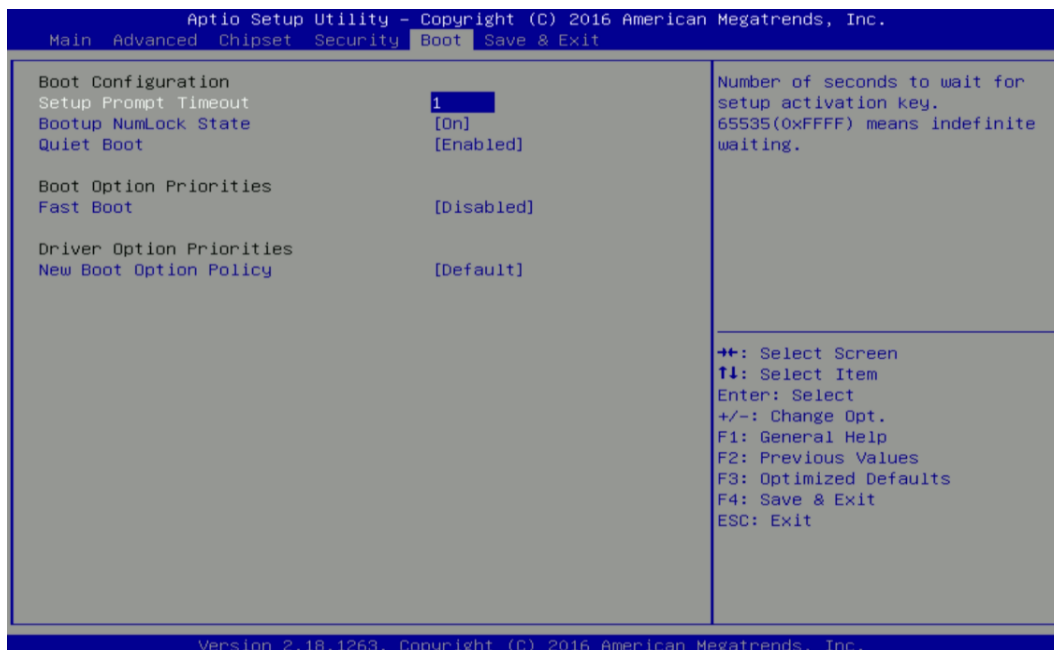 Aptio Setup Utility – Copyright (C) 2016 American Megatrends, Inc.
Main Advanced Chipset Security Boot Save & Exit
Boot Configuration
Setup Prompt Timeout 1
Bootup NumLock State [On]
Quiet Boot [Enabled]
Boot Option Priorities
Fast Boot [Disabled]
Driver Option Priorities
New Boot Option Policy [Default]
Number of seconds to wait for
setup activation key.
65535(0xFFFF) means indefinite
waiting.
→←: Select Screen
↑↓: Select Item
Enter: Select
+/-: Change Opt.
F1: General Help
F2: Previous Values
F3: Optimized Defaults
F4: Save & Exit
ESC: Exit
Version 2.18.1263. Copyright (C) 2016 American Megatrends, Inc.